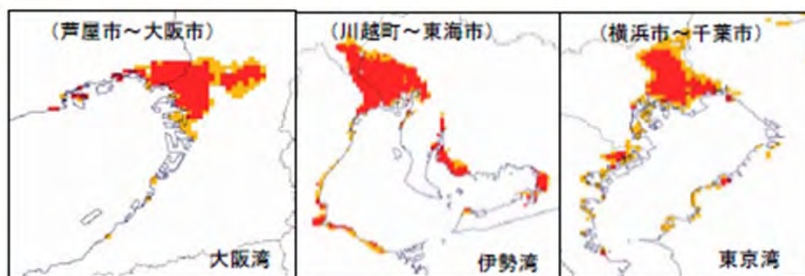 （芦屋市～大阪市）
大阪湾
（川越町～東海市）
伊勢湾
（横浜市～千葉市）
東京湾